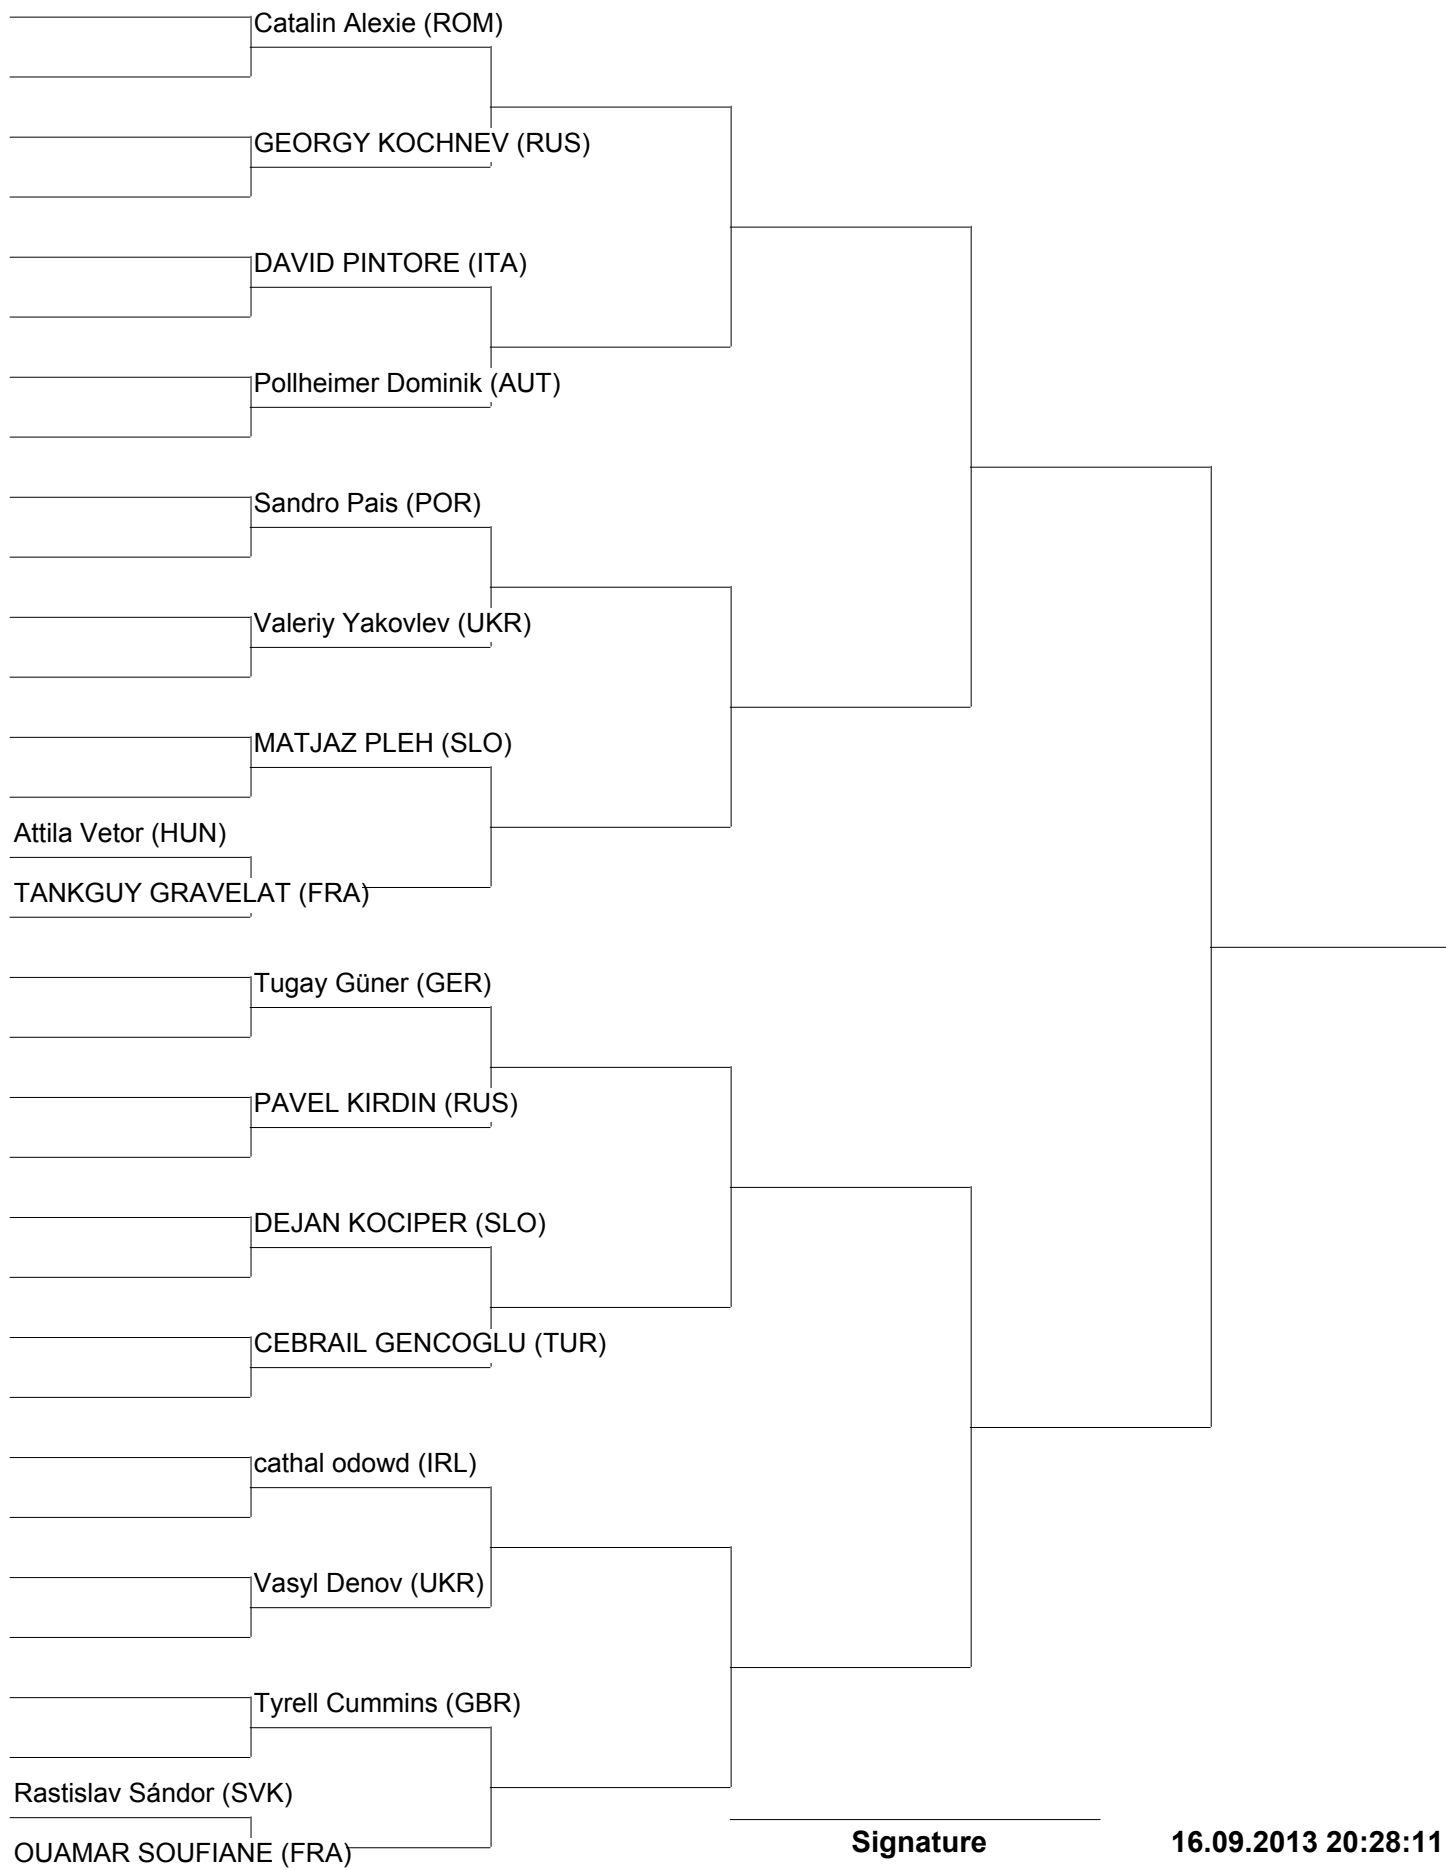 Catalin Alexie (ROM)
GEORGY KOCHNEV (RUS)
DAVID PINTORE (ITA)
Pollheimer Dominik (AUT)
Sandro Pais (POR)
Valeriy Yakovlev (UKR)
MATJAZ PLEH (SLO)
Attila Vetor (HUN)
TANKGUY GRAVELAT (FRA)
Tugay Güner (GER)
PAVEL KIRDIN (RUS)
DEJAN KOCIPER (SLO)
CEBRAIL GENCOGLU (TUR)
cathal odowd (IRL)
Vasyl Denov (UKR)
Tyrell Cummins (GBR)
Rastislav Sándor (SVK)
OUAMAR SOUFIANE (FRA)
Signature
16.09.2013 20:28:11